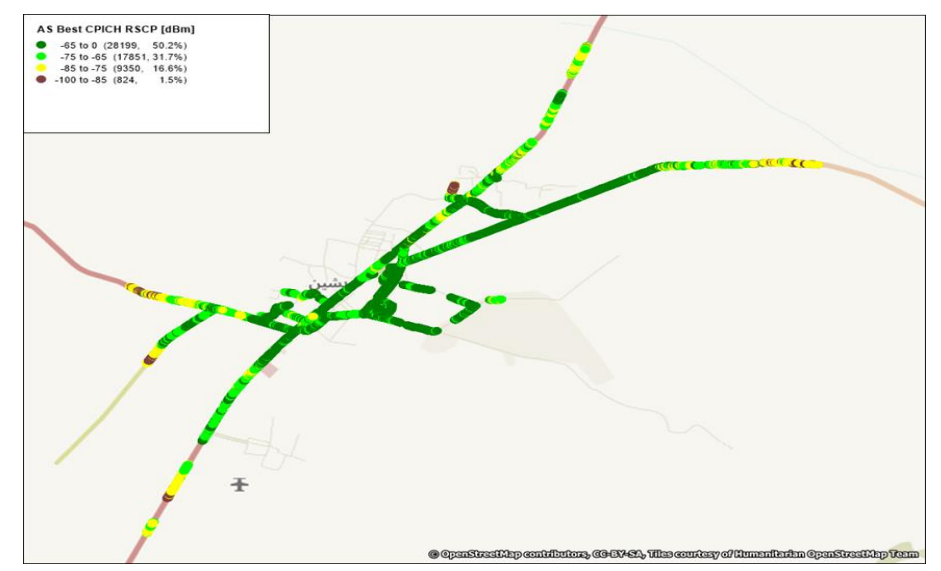 AS Best CPICH RSCP [dBm]
-65 to 0 (28199, 50.2%)
-75 to -65 (17851, 31.7%)
-85 to -75 (9350, 16.6%)
-100 to -85 (824, 1.5%)
پشین
© OpenStreetMap contributors, CC-BY-SA, Tiles courtesy of Humanitarian OpenStreetMap Team